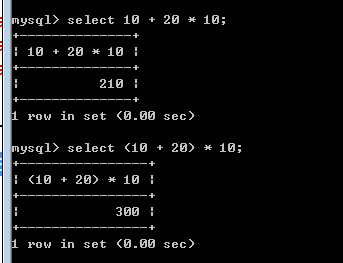 mysql> select 10 + 20 * 10;
+--------------+
| 10 + 20 * 10 |
+--------------+
|          210 |
+--------------+
1 row in set (0.00 sec)
mysql> select (10 + 20) * 10;
+----------------+
| (10 + 20) * 10 |
+----------------+
|            300 |
+----------------+
1 row in set (0.00 sec)